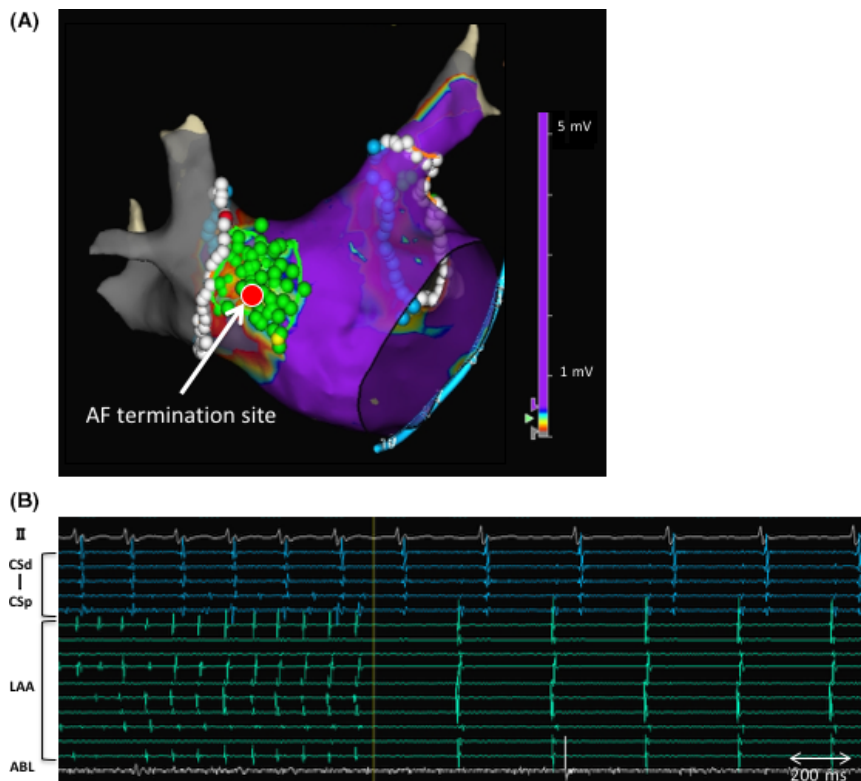 (A)
5 mV
1 mV
AF termination site
(B)
II
CSd
CSp
LAA
ABL
200 ms